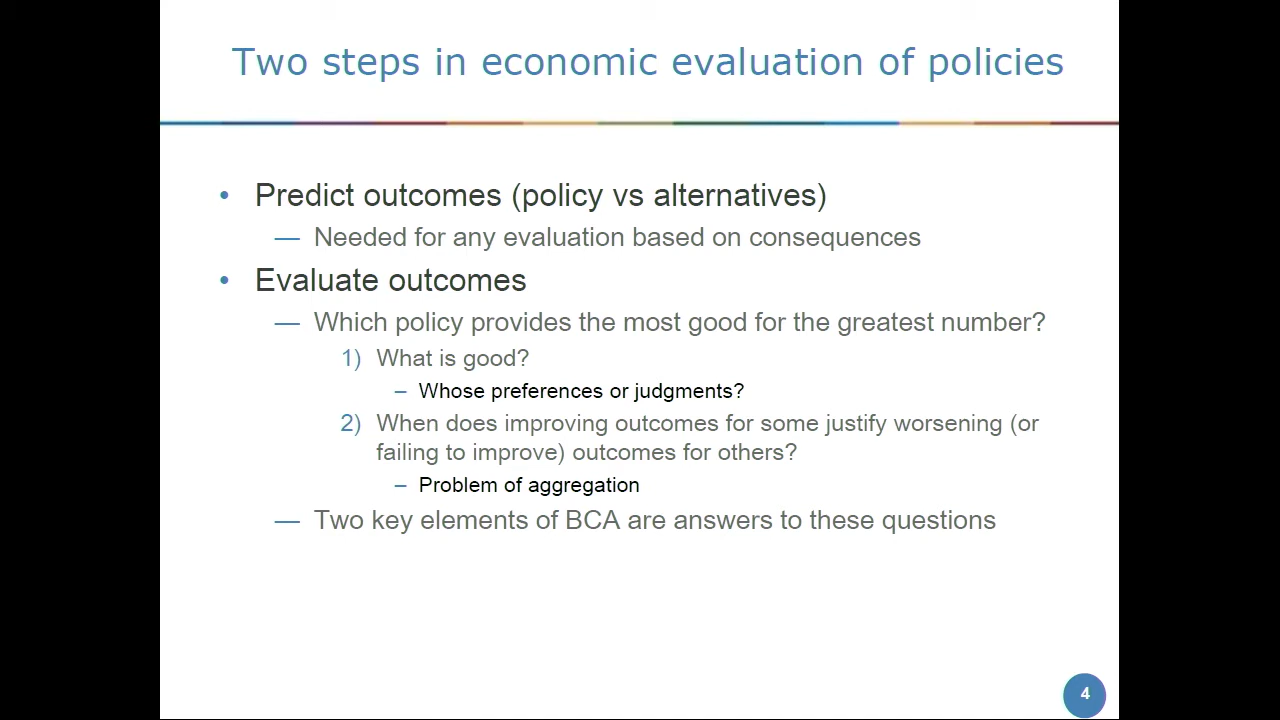 Two steps in economic evaluation of policies
• Predict outcomes (policy vs alternatives)
— Needed for any evaluation based on consequences
• Evaluate outcomes
— Which policy provides the most good for the greatest number?
1) What is good?
– Whose preferences or judgments?
2) When does improving outcomes for some justify worsening (or
failing to improve) outcomes for others?
– Problem of aggregation
— Two key elements of BCA are answers to these questions
4